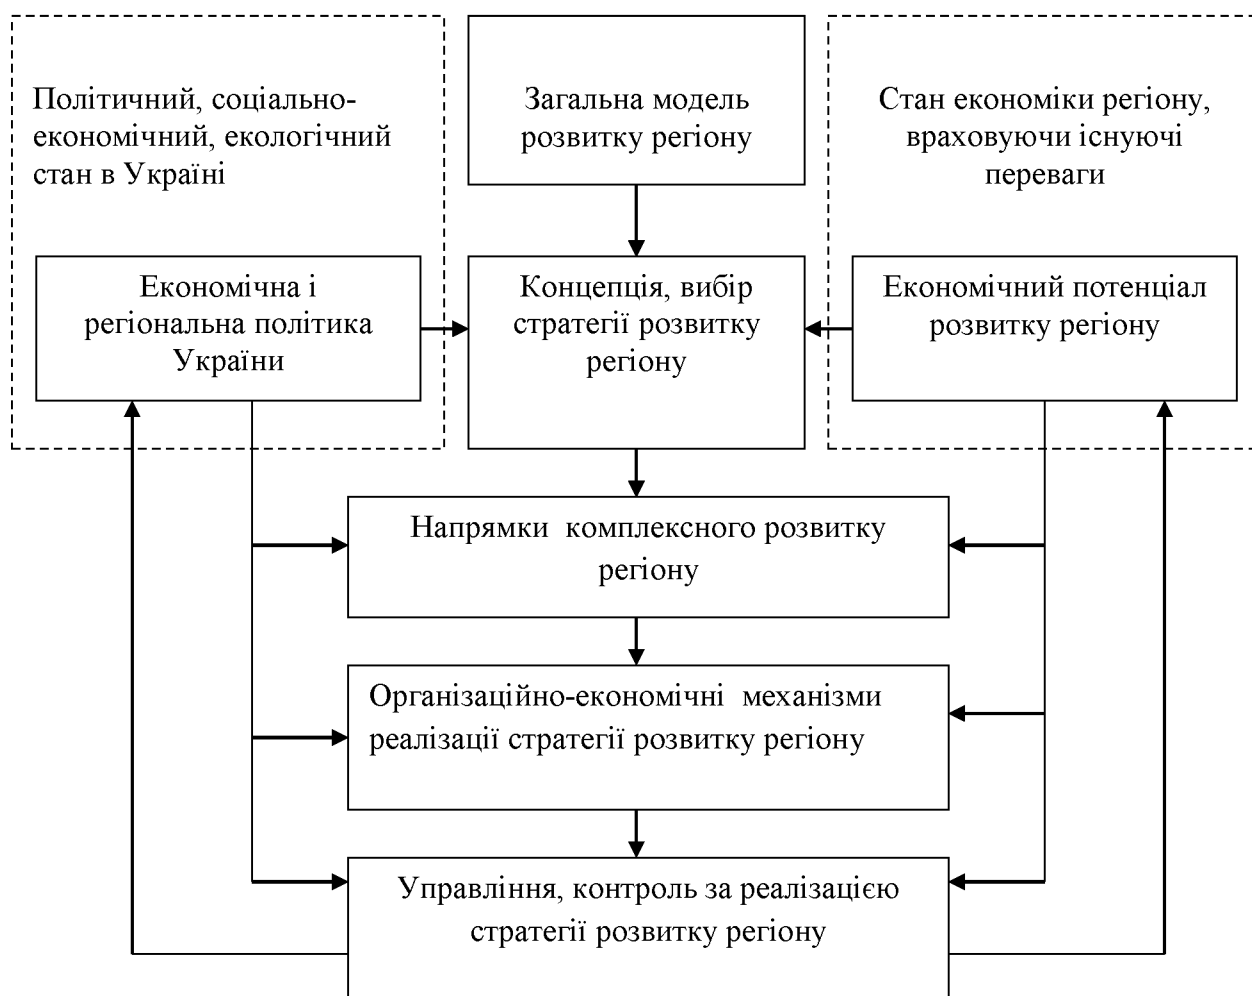 Політичний, соціально-
економічний, екологічний
стан в Україні
Загальна модель
розвитку регіону
Стан економіки регіону,
враховуючи існуючі
переваги
Економічна і
регіональна політика
України
Концепція, вибір
стратегії розвитку
регіону
Економічний потенціал
розвитку регіону
Напрямки комплексного розвитку
регіону
Організаційно-економічні механізми
реалізації стратегії розвитку регіону
Управління, контроль за реалізацією
стратегії розвитку регіону